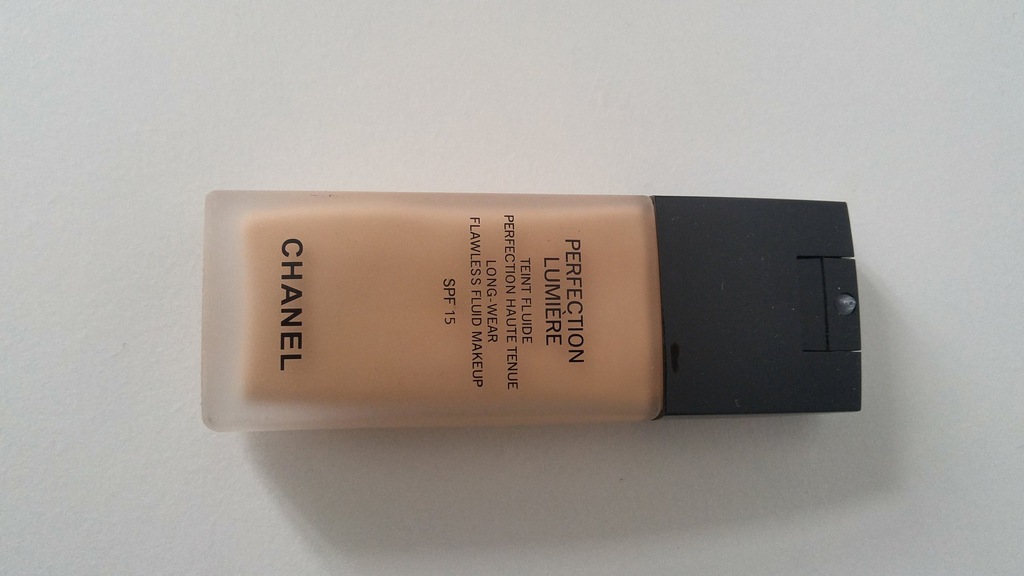 PERFECTION
LUMIÈRE
TEINT FLUIDE
PERFECTION HAUTE TENUE
LONG-WEAR
FLAWLESS FLUID MAKEUP
SPF 15
CHANEL